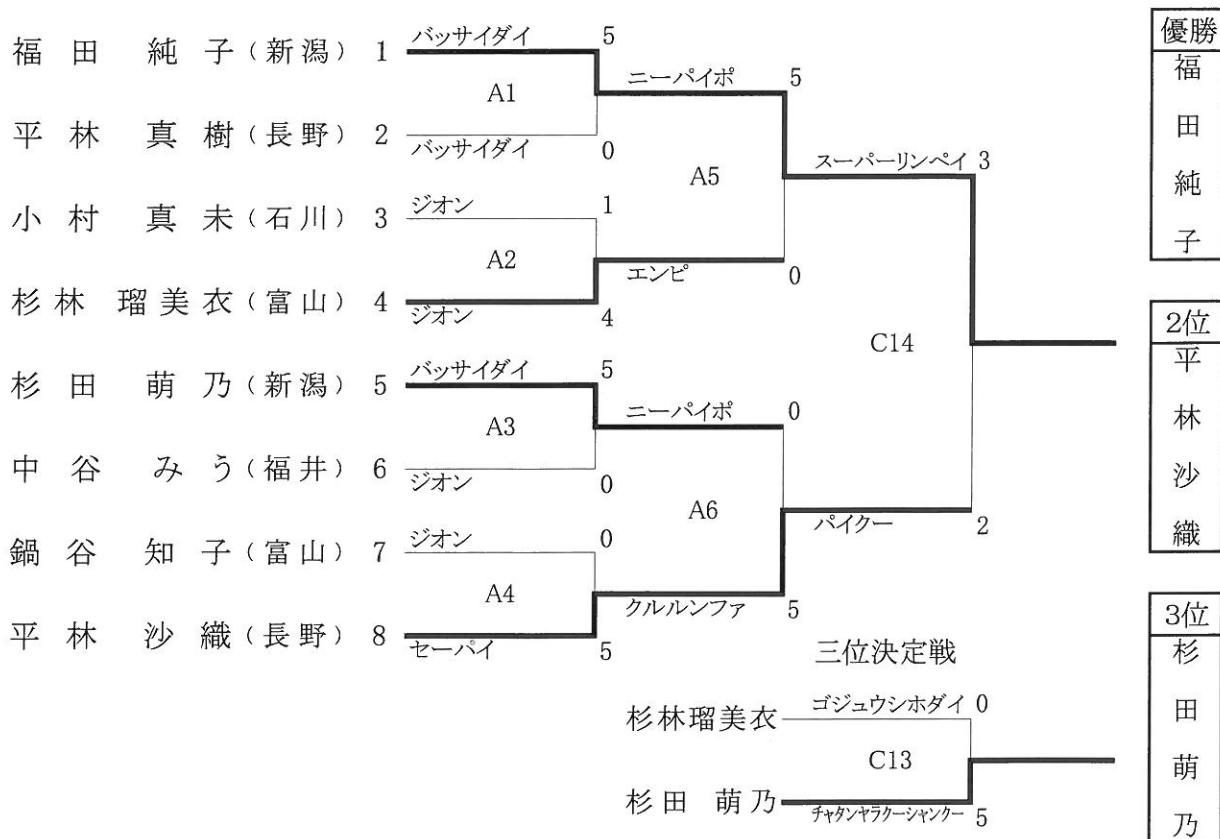 福田 純子（新潟） 1 バッサイダイ 5
A1 ニーパイポ 5
平林 真樹（長野） 2 バッサイダイ 0
A5 スーパーリンペイ 3
小村 真未（石川） 3 ジオン 1
A2 エンピ 0
杉林 瑠美衣（富山） 4 ジオン 4
C14
杉田 萌乃（新潟） 5 バッサイダイ 5
A3 ニーパイポ 0
中谷 みう（福井） 6 ジオン 0
A6 パイクー 2
鍋谷 知子（富山） 7 ジオン 0
A4 クルルンファ 5
平林 沙織（長野） 8 セーパイ 5
三位決定戦
杉林瑠美衣 ゴジュウシホダイ 0
C13
杉田 萌乃 チャタンヤラクーシャンクー 5
優勝
福田純子
2位
平林沙織
3位
杉田萌乃